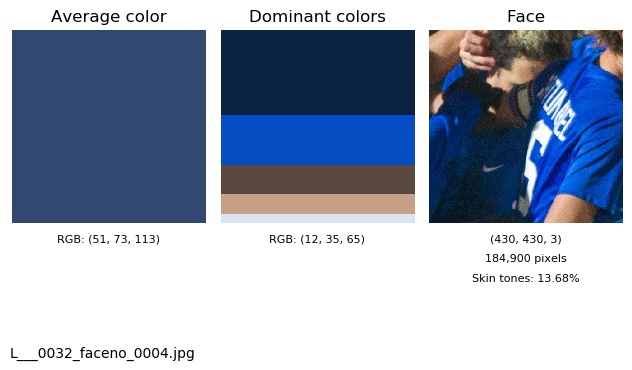 Average color
Dominant colors
Face
RGB: (51, 73, 113)
RGB: (12, 35, 65)
(430, 430, 3)
184,900 pixels
Skin tones: 13.68%
5
L___0032_faceno_0004.jpg